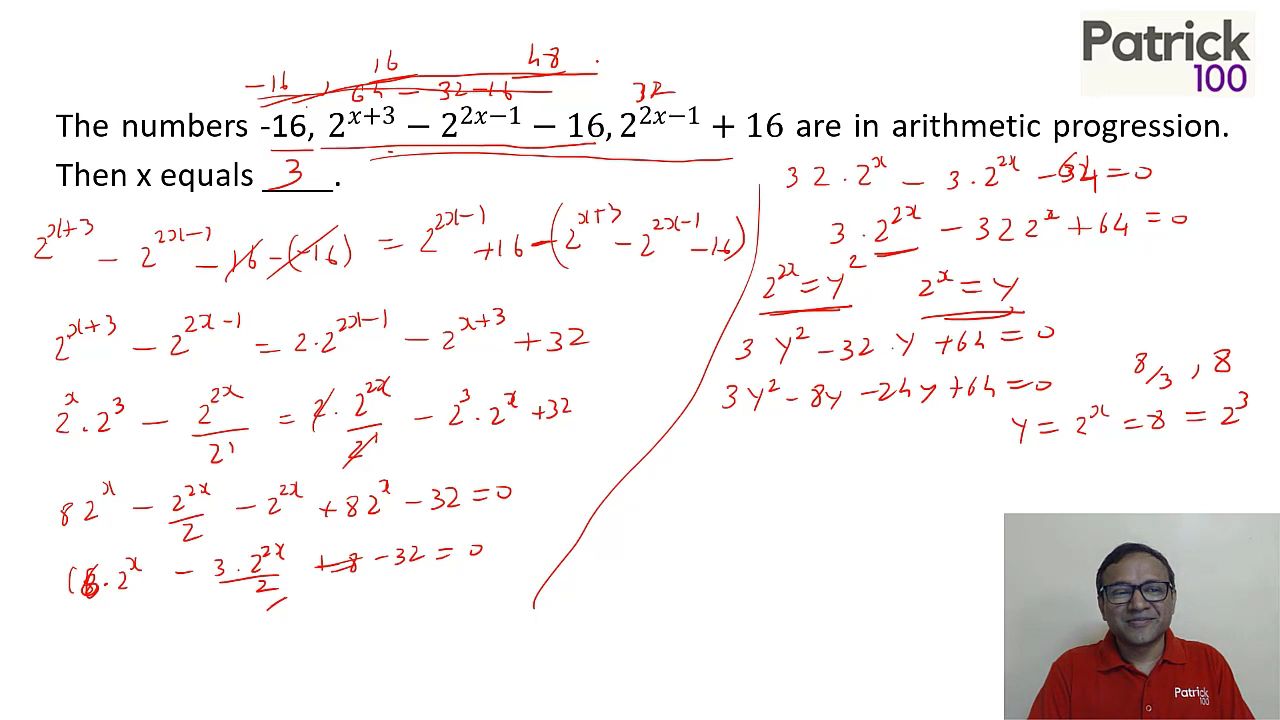 Patrick
100
-16, 16 48 .
64 - 32-16 32
The numbers -16, 2^{x+3} − 2^{2x−1} − 16, 2^{2x−1} + 16 are in arithmetic progression.
Then x equals 3.
2^{x+3} - 2^{2x-1} - 16 - (-16) = 2^{2x-1} + 16 - (2^{x+3} - 2^{2x-1} - 16)
2^{x+3} - 2^{2x-1} = 2.2^{2x-1} - 2^{x+3} + 32
2^x . 2^3 - 2^{2x}/2^1 = 2 . 2^{2x}/2^1 - 2^3 . 2^x + 32
8 2^x - 2^{2x}/2 - 2^{2x} + 8 2^x - 32 = 0
16 . 2^x - 3 . 2^{2x}/2 + 8 - 32 = 0
32 . 2^x - 3 . 2^{2x} - 64 = 0
3 . 2^{2x} - 32 2^x + 64 = 0
2^{2x} = y^2 2^x = y
3 y^2 - 32 . y + 64 = 0
3y^2 - 8y - 24y + 64 = 0
8/3 , 8
y = 2^x = 8 = 2^3
Patrick
100